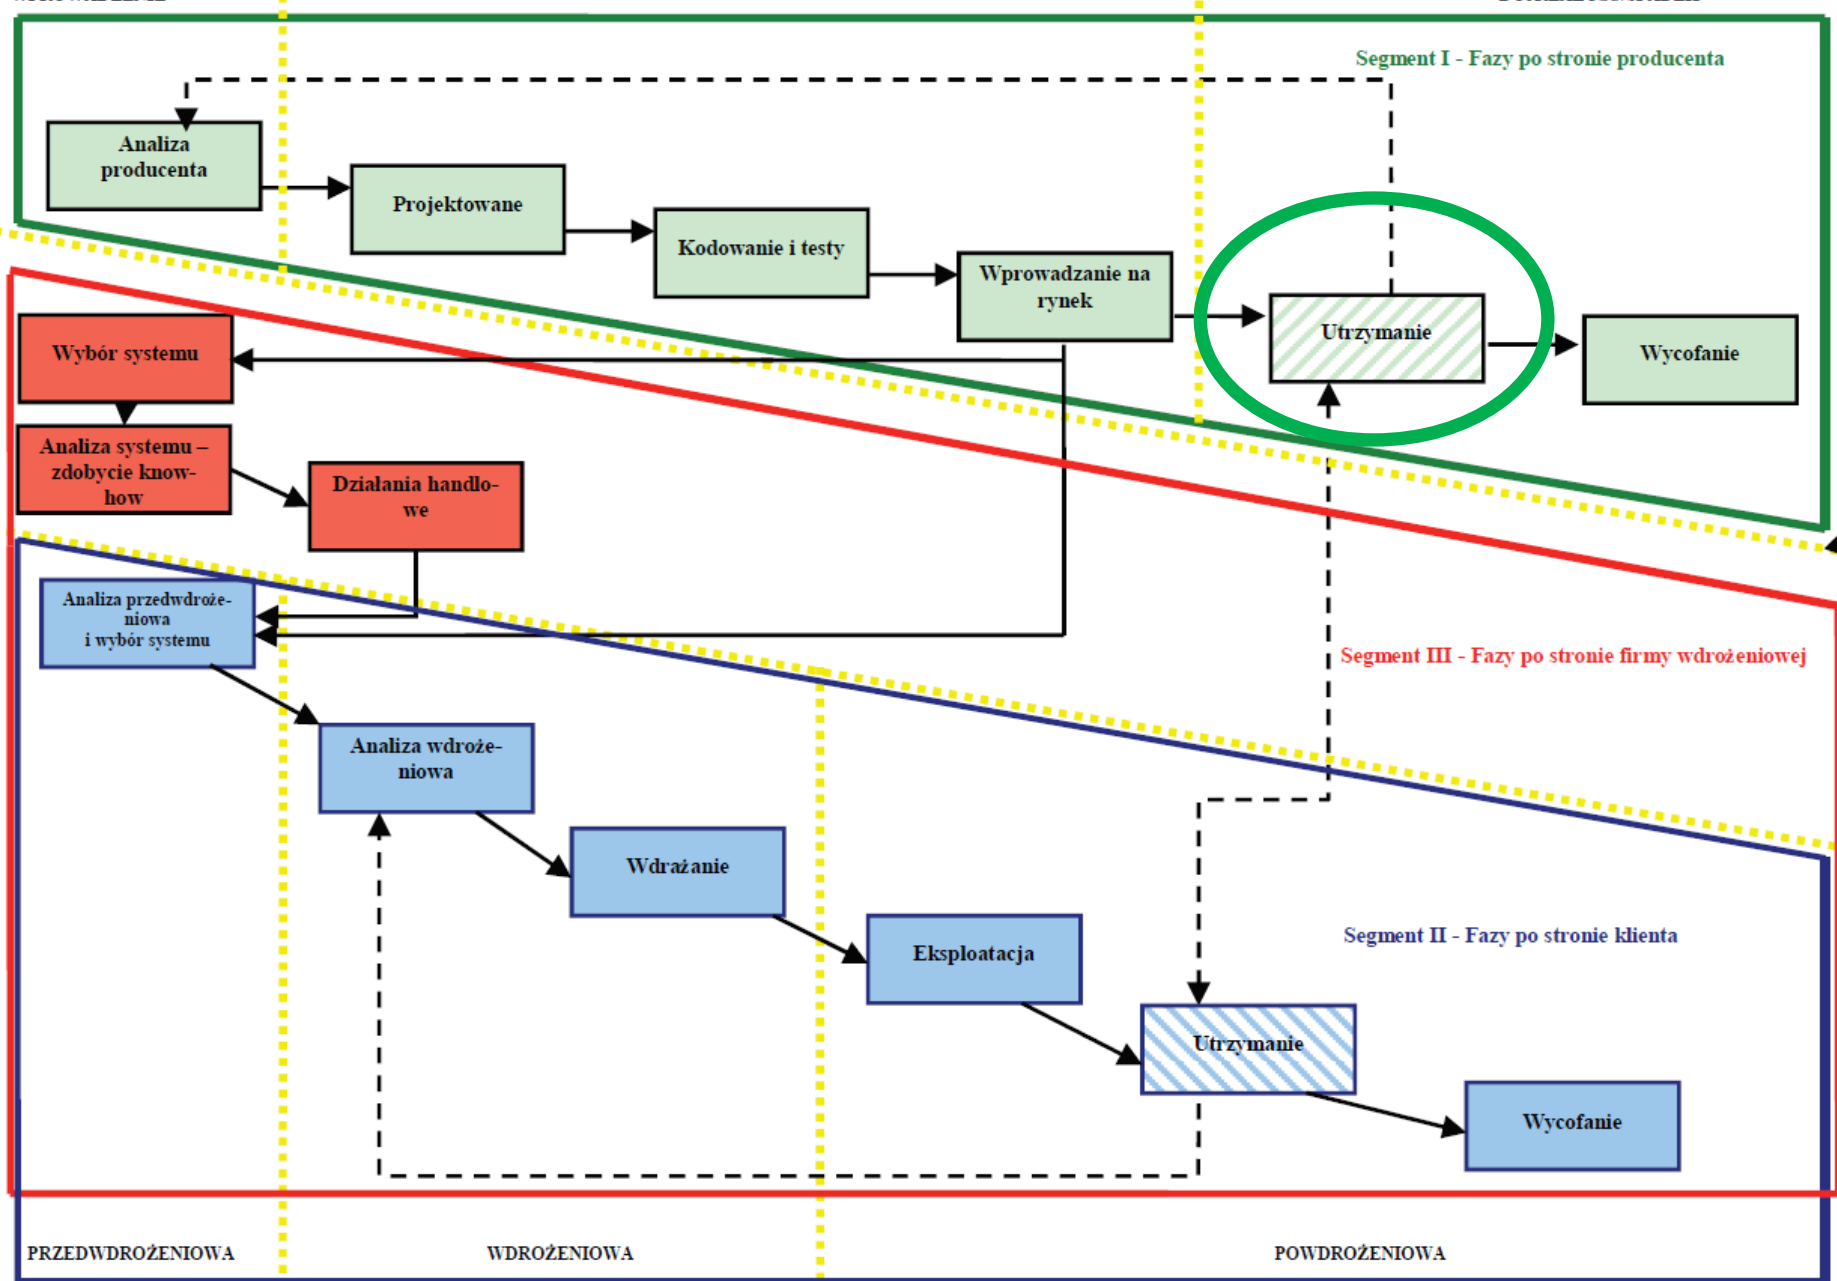 Segment I - Fazy po stronie producenta
Analiza
producenta
Projektowane
Kodowanie i testy
Wprowadzanie na
rynek
Utrzymanie
Wycofanie
Wybór systemu
Analiza systemu –
zdobycie know-
how
Działania handlo-
we
Segment III - Fazy po stronie firmy wdrożeniowej
Analiza przedwdroże-
niowa
i wybór systemu
Analiza wdroże-
niowa
Wdrażanie
Segment II - Fazy po stronie klienta
Eksploatacja
Utrzymanie
Wycofanie
PRZEDWDROŻENIOWA
WDROŻENIOWA
POWDROŻENIOWA